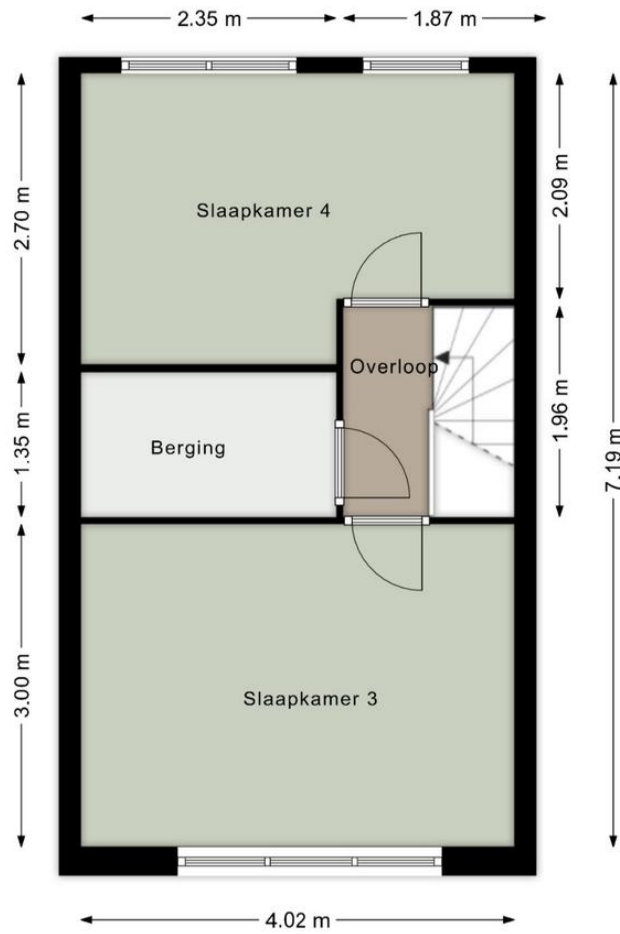 2.35 m
1.87 m
2.70 m
2.09 m
Slaapkamer 4
Overloop
1.35 m
1.96 m
7.19 m
Berging
3.00 m
Slaapkamer 3
4.02 m